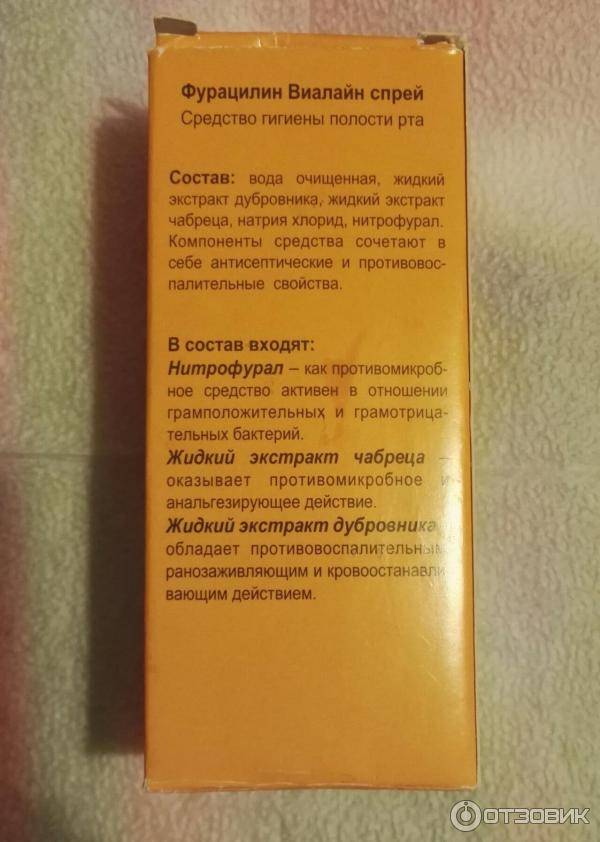 Фурацилин Виалайн спрей
Средство гигиены полости рта
Состав: вода очищенная, жидкий
экстракт дубровника, жидкий экстракт
чабреца, натрия хлорид, нитрофурал.
Компоненты средства сочетают в
себе антисептические и противовос-
палительные свойства.
В состав входят:
Нитрофурал – как противомикроб-
ное средство активен в отношении
грамположительных и грамотрица-
тельных бактерий.
Жидкий экстракт чабреца –
оказывает противомикробное и
анальгезирующее действие.
Жидкий экстракт дубровника
обладает противовоспалительным,
ранозаживляющим и кровоостанавли
вающим действием.
ОТЗОВИК